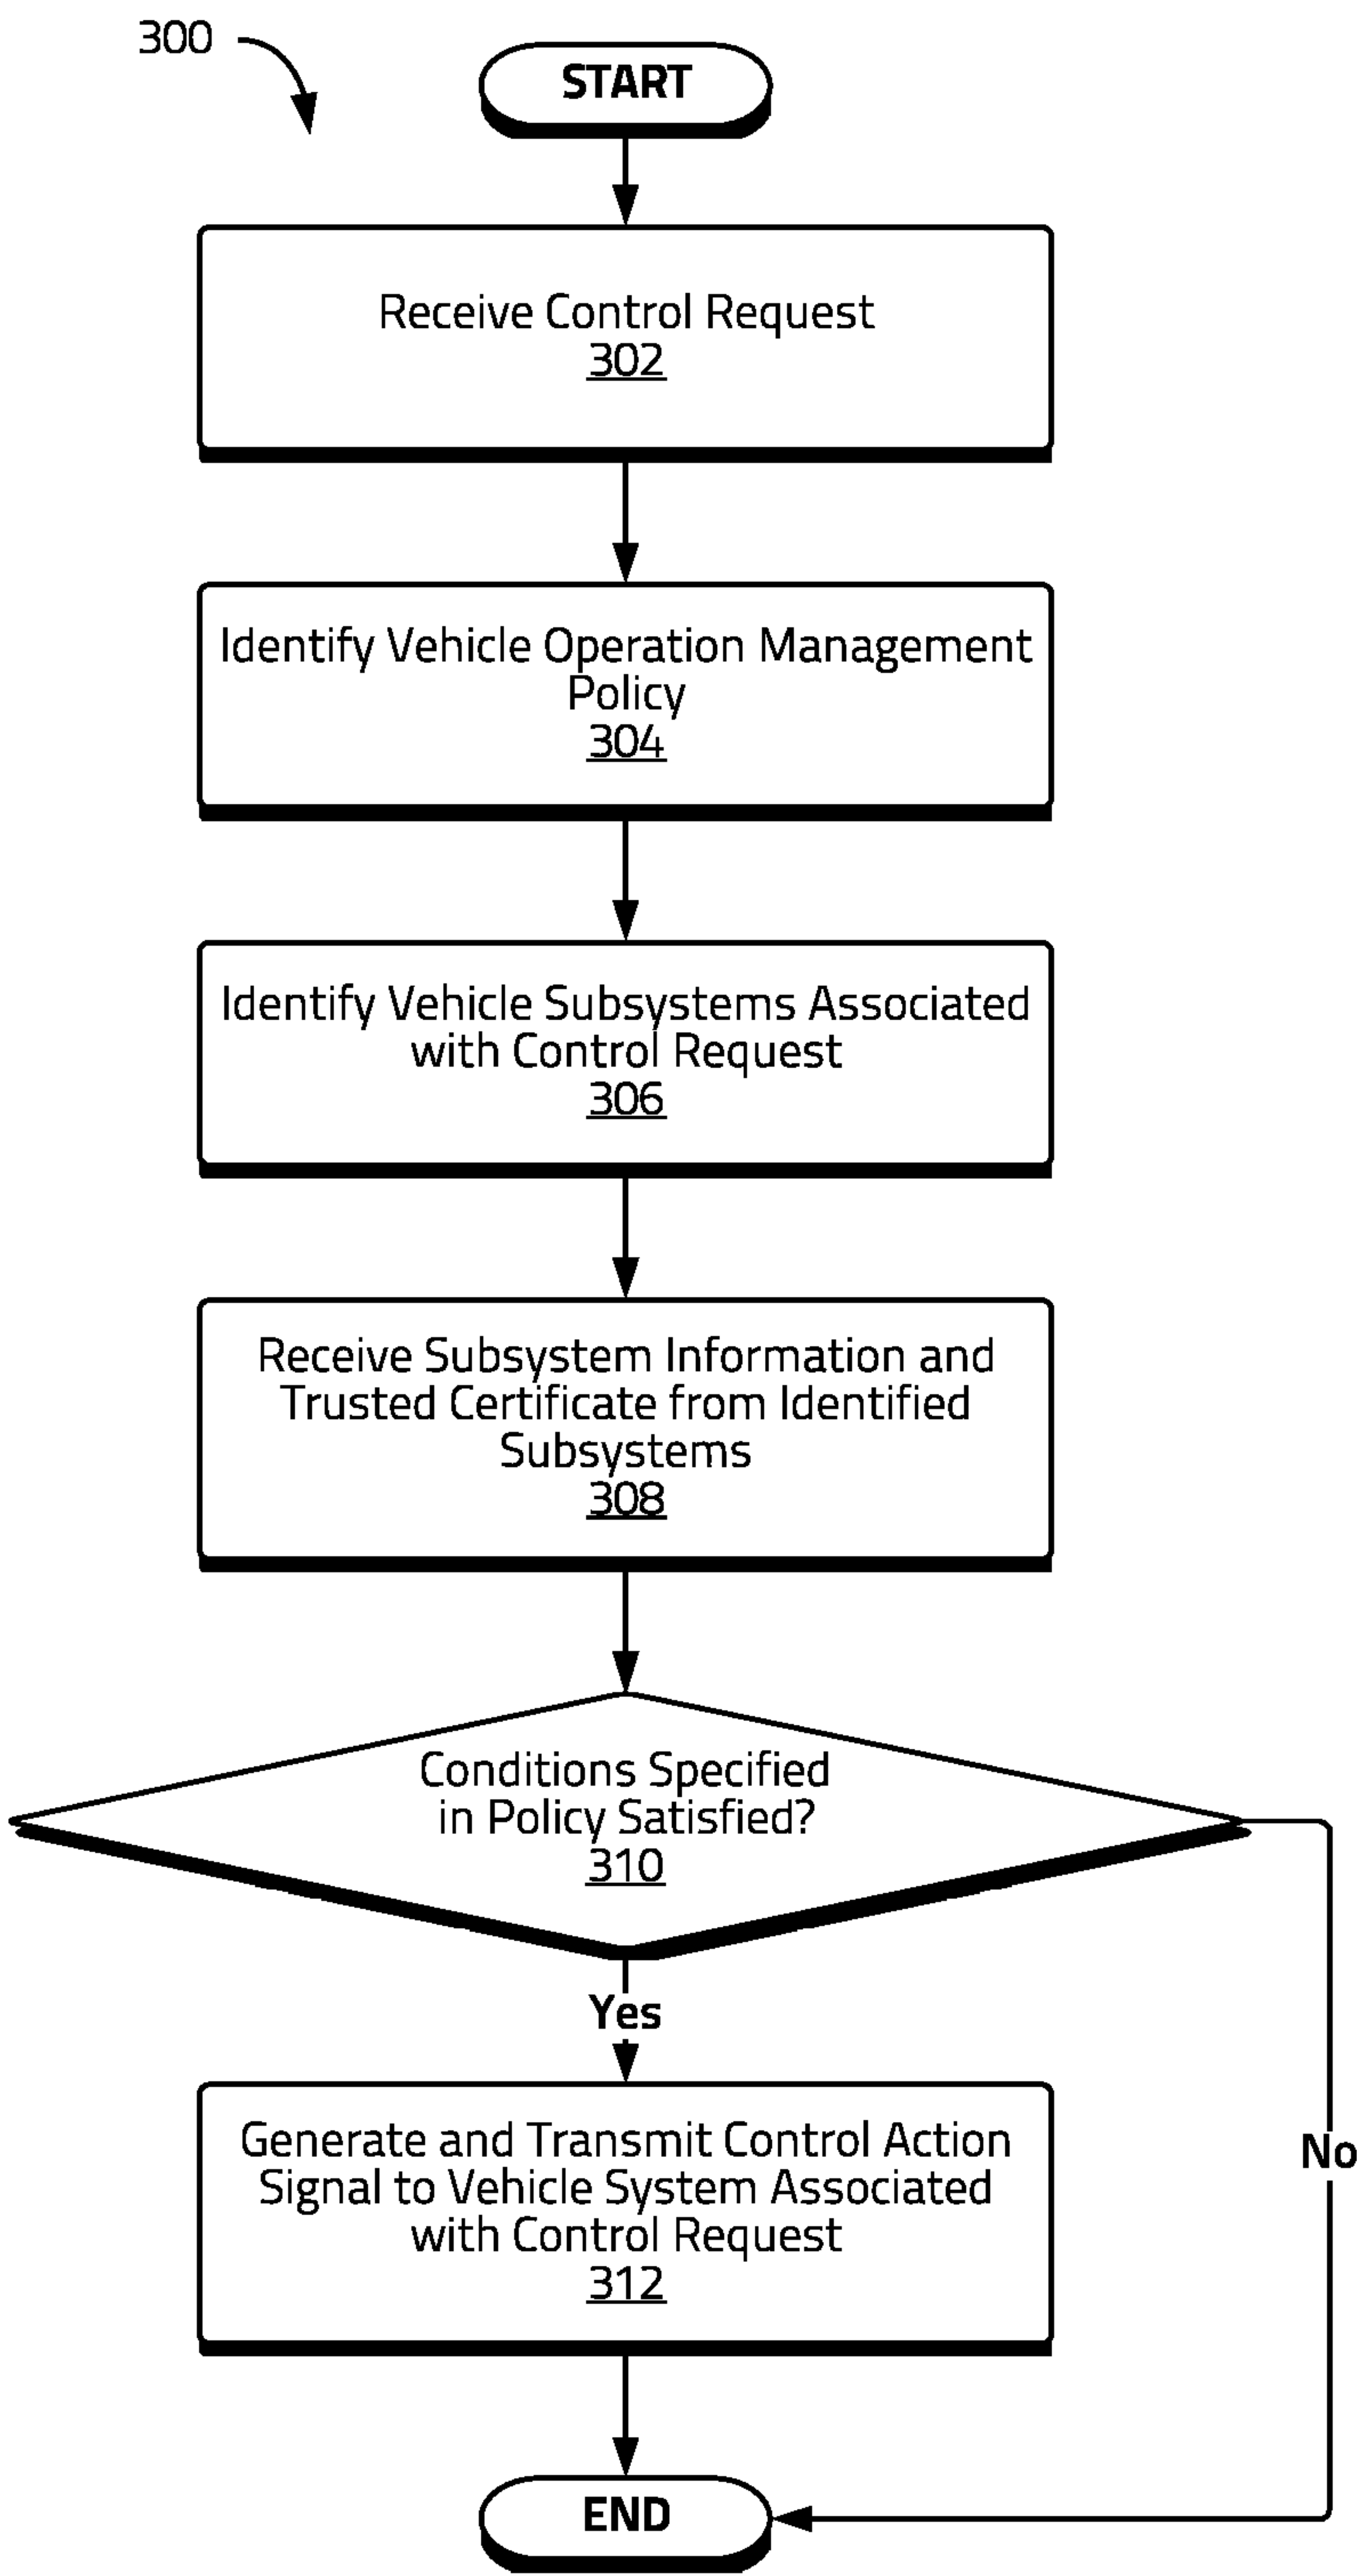 300
START
Receive Control Request
302
Identify Vehicle Operation Management
Policy
304
Identify Vehicle Subsystems Associated
with Control Request
306
Receive Subsystem Information and
Trusted Certificate from Identified
Subsystems
308
Conditions Specified
in Policy Satisfied?
310
Yes
Generate and Transmit Control Action
Signal to Vehicle System Associated
with Control Request
312
No
END